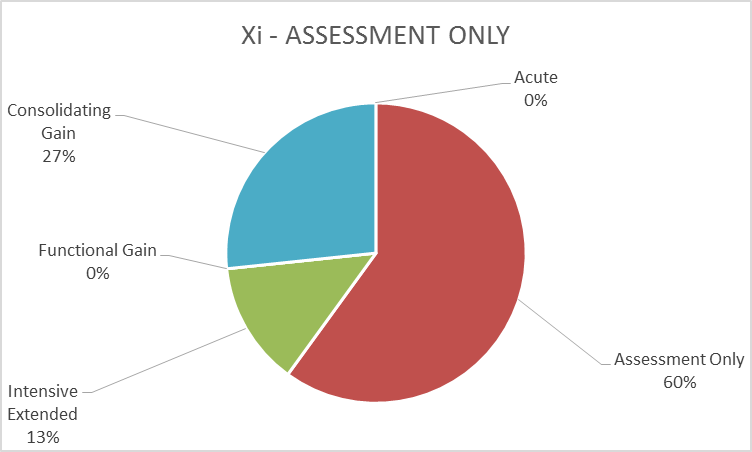 Xi - ASSESSMENT ONLY
Acute
0%
Consolidating
Gain
27%
Functional Gain
0%
Assessment Only
60%
Intensive
Extended
13%